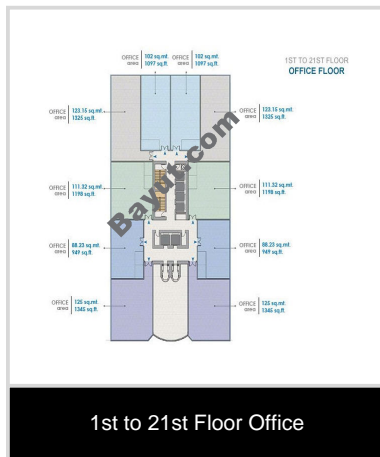 OFFICE area 102 sq.mt. 1097 sq.ft.
OFFICE area 102 sq.mt. 1097 sq.ft.
1ST TO 21ST FLOOR
OFFICE FLOOR
OFFICE area 123.15 sq.mt. 1325 sq.ft.
OFFICE area 123.15 sq.mt. 1325 sq.ft.
Bayut.com
OFFICE area 111.32 sq.mt. 1198 sq.ft.
OFFICE area 111.32 sq.mt. 1198 sq.ft.
OFFICE area 88.23 sq.mt. 949 sq.ft.
OFFICE area 88.23 sq.mt. 949 sq.ft.
OFFICE area 125 sq.mt. 1345 sq.ft.
OFFICE area 125 sq.mt. 1345 sq.ft.
1st to 21st Floor Office